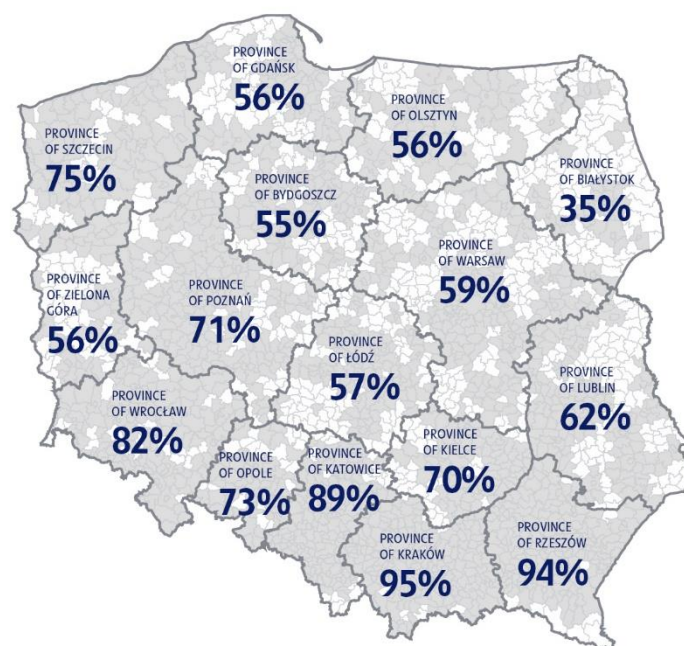 PROVINCE
OF GDAŃSK
56%
PROVINCE
OF OLSZTYN
56%
PROVINCE
OF SZCZECIN
75%
PROVINCE
OF BYDGOSZCZ
55%
PROVINCE
OF BIAŁYSTOK
35%
PROVINCE
OF WARSAW
59%
PROVINCE
OF ZIELONA
GÓRA
56%
PROVINCE
OF POZNAŃ
71%
PROVINCE
OF ŁÓDŹ
57%
PROVINCE
OF LUBLIN
62%
PROVINCE
OF WROCŁAW
82%
PROVINCE
OF OPOLE
73%
PROVINCE
OF KATOWICE
89%
PROVINCE
OF KIELCE
70%
PROVINCE
OF KRAKÓW
95%
PROVINCE
OF RZESZÓW
94%